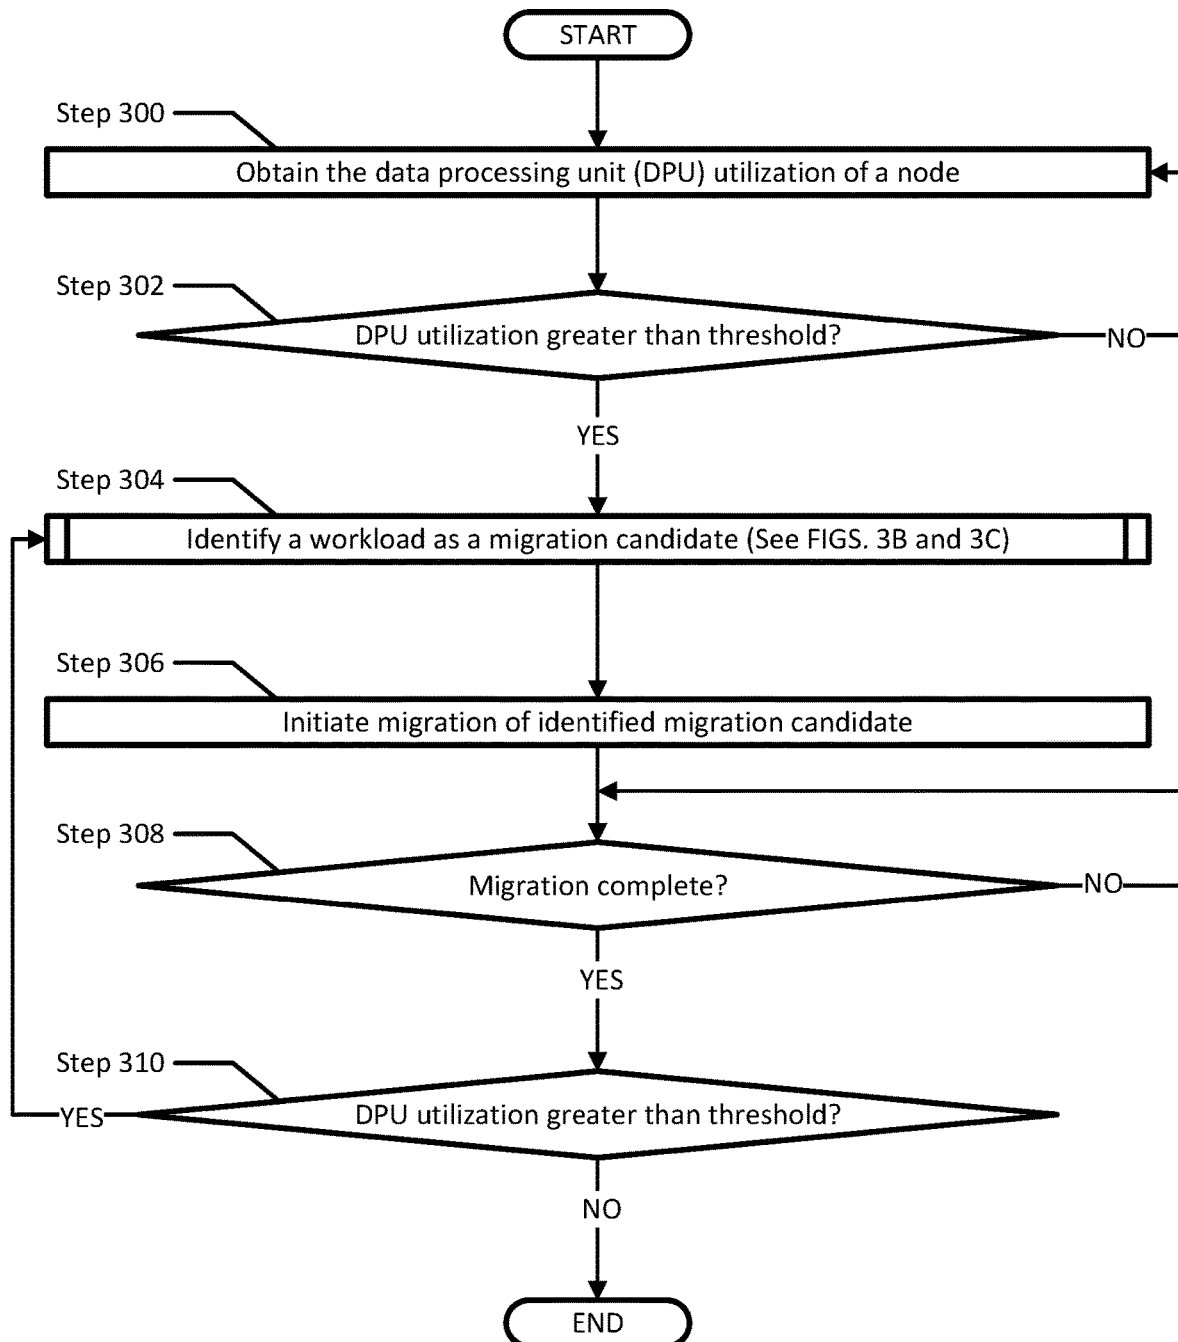 START
Step 300
Obtain the data processing unit (DPU) utilization of a node
Step 302
DPU utilization greater than threshold?
NO
YES
Step 304
Identify a workload as a migration candidate (See FIGS. 3B and 3C)
Step 306
Initiate migration of identified migration candidate
Step 308
Migration complete?
NO
YES
Step 310
DPU utilization greater than threshold?
YES
NO
END